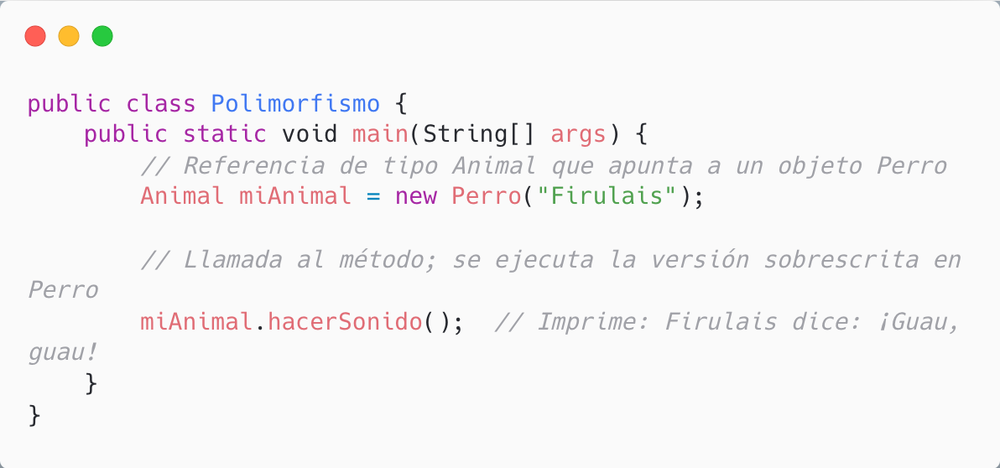 public class Polimorfismo {
    public static void main(String[] args) {
        // Referencia de tipo Animal que apunta a un objeto Perro
        Animal miAnimal = new Perro("Firulais");
        // Llamada al método; se ejecuta la versión sobrescrita en
Perro
        miAnimal.hacerSonido();  // Imprime: Firulais dice: ¡Guau,
guau!
    }
}